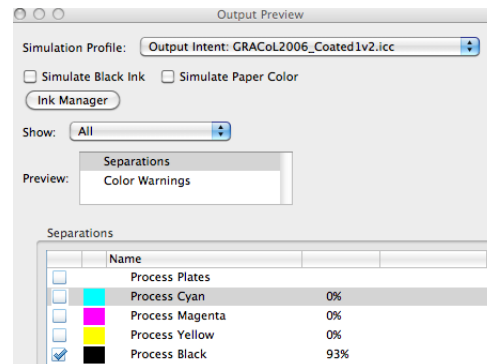 Output Preview
Simulation Profile: Output Intent: GRACoL2006_Coated1v2.icc
Simulate Black Ink Simulate Paper Color
Ink Manager
Show: All
Separations
Preview: Color Warnings
Separations
Name
Process Plates
Process Cyan 0%
Process Magenta 0%
Process Yellow 0%
Process Black 93%